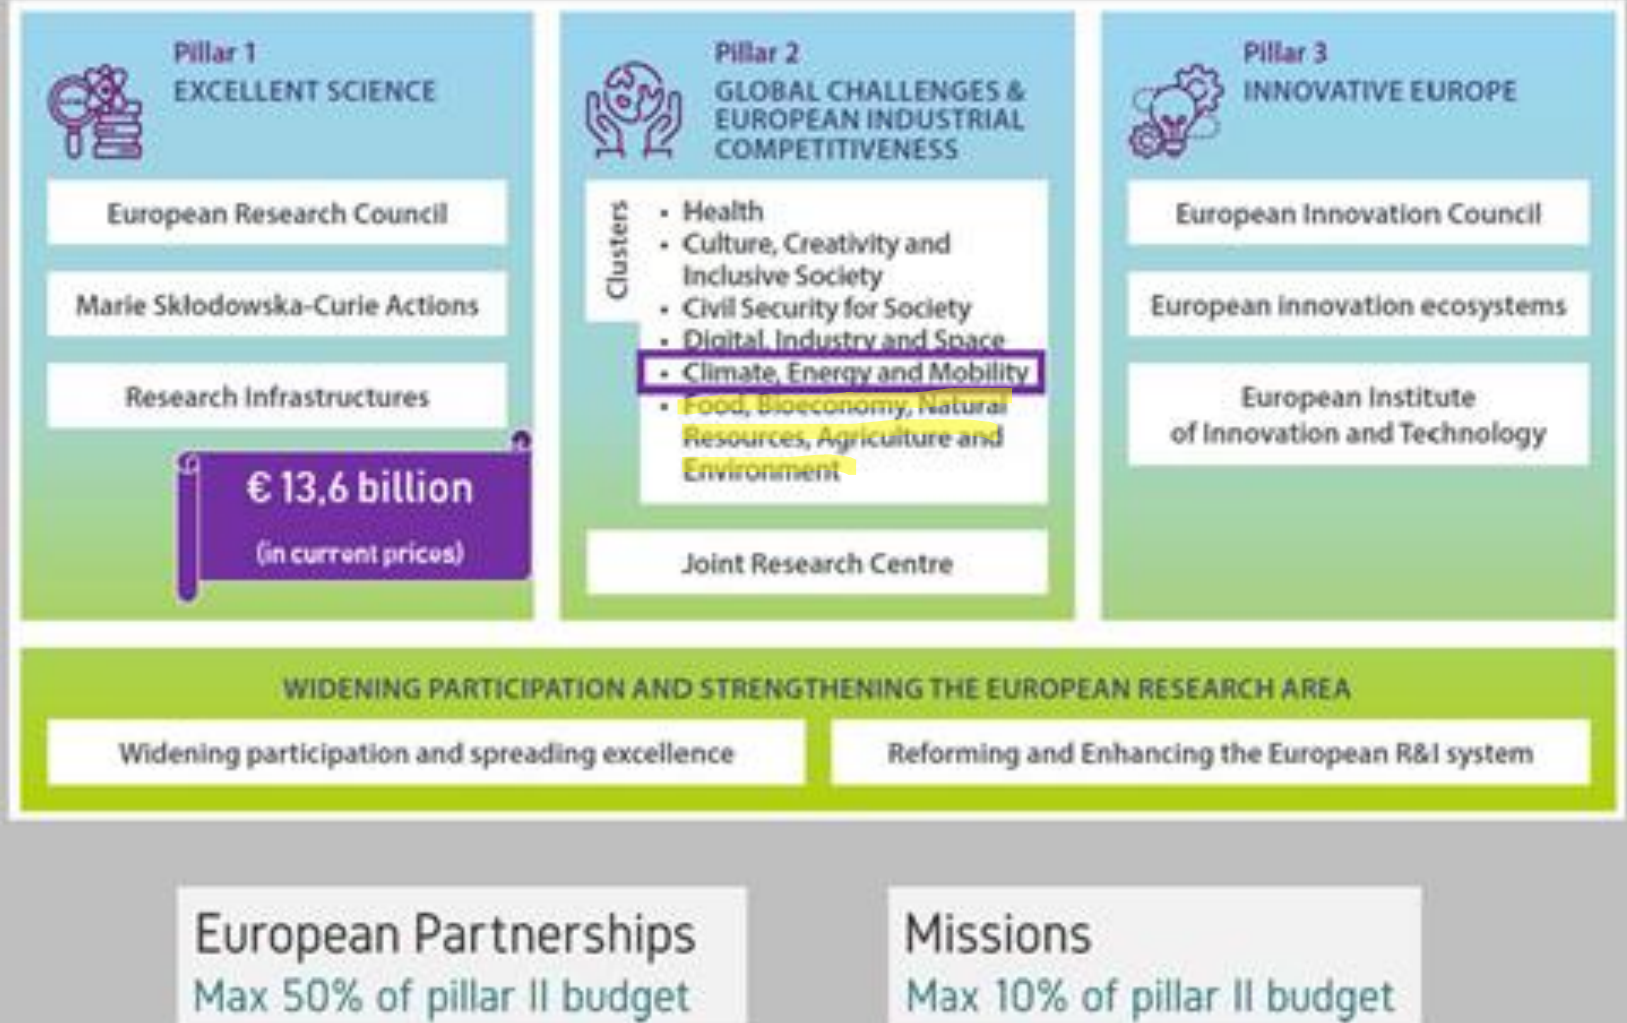 Pillar 1
EXCELLENT SCIENCE
European Research Council
Marie Skłodowska-Curie Actions
Research Infrastructures
€ 13,6 billion
(in current prices)
Pillar 2
GLOBAL CHALLENGES &
EUROPEAN INDUSTRIAL
COMPETITIVENESS
Clusters
• Health
• Culture, Creativity and
Inclusive Society
• Civil Security for Society
• Digital, Industry and Space
• Climate, Energy and Mobility
• Food, Bioeconomy, Natural
Resources, Agriculture and
Environment
Joint Research Centre
Pillar 3
INNOVATIVE EUROPE
European Innovation Council
European innovation ecosystems
European Institute
of Innovation and Technology
WIDENING PARTICIPATION AND STRENGTHENING THE EUROPEAN RESEARCH AREA
Widening participation and spreading excellence
Reforming and Enhancing the European R&I system
European Partnerships
Max 50% of pillar II budget
Missions
Max 10% of pillar II budget